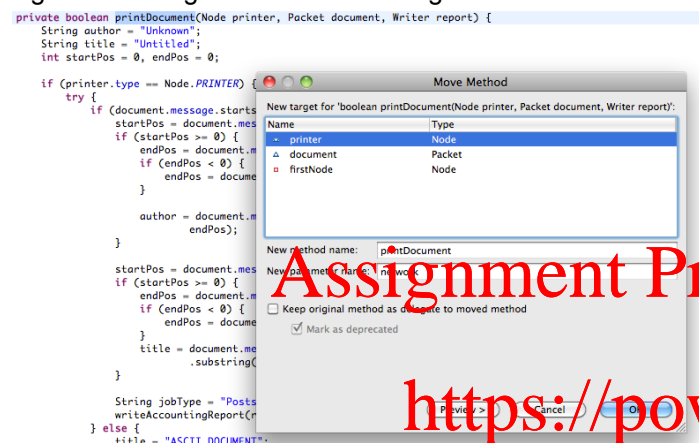 private boolean printDocument(Node printer, Packet document, Writer report) {
String author = "Unknown";
String title = "Untitled";
int startPos = 0, endPos = 0;
if (printer.type == Node.PRINTER) {
try {
if (document.message.starts
startPos = document.mes
if (startPos >= 0) {
endPos = document.m
if (endPos < 0) {
endPos = docume
}
author = document.m
endPos);
}
startPos = document.mes
if (startPos >= 0) {
endPos = document.m
if (endPos < 0) {
endPos = docume
}
title = document.me
.substring(
}
String jobType = "Posts
writeAccountingReport(r
} else {
title = "ASCII DOCUMENT";
Move Method
New target for 'boolean printDocument(Node printer, Packet document, Writer report)':
Name Type
printer Node
document Packet
firstNode Node
New method name: printDocument
New parameter name: network
Assignment Pr
Keep original method as delegate to moved method
Mark as deprecated
Preview > Cancel OK
https://pow